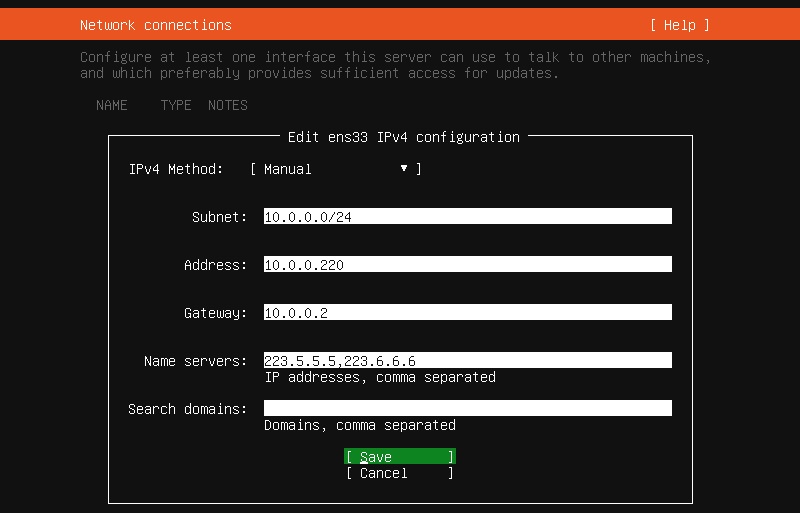 Network connections [ Help ]
Configure at least one interface this server can use to talk to other machines,
and which preferably provides sufficient access for updates.
NAME TYPE NOTES
Edit ens33 IPv4 configuration
IPv4 Method: [ Manual ▼ ]
Subnet: 10.0.0.0/24
Address: 10.0.0.220
Gateway: 10.0.0.2
Name servers: 223.5.5.5,223.6.6.6
IP addresses, comma separated
Search domains:
Domains, comma separated
[ Save ]
[ Cancel ]